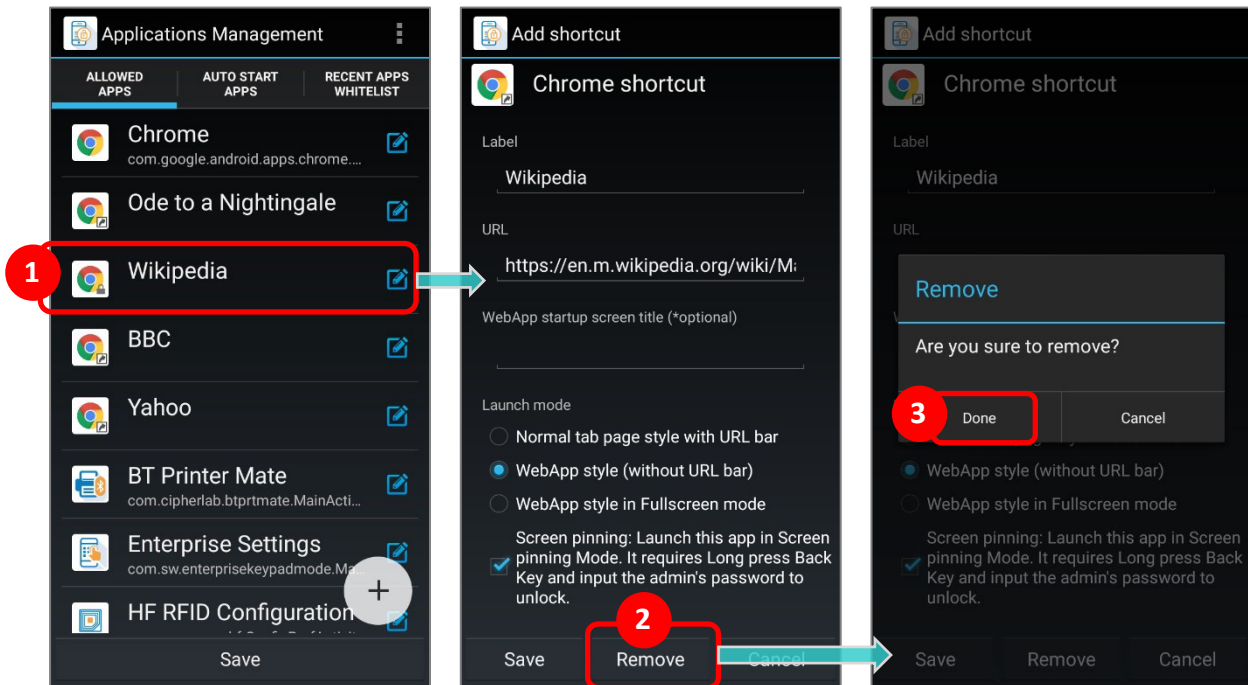 Applications Management
ALLOWED APPS
AUTO START APPS
RECENT APPS WHITELIST
Chrome
com.google.android.apps.chrome....
Ode to a Nightingale
1
Wikipedia
BBC
Yahoo
BT Printer Mate
com.cipherlab.btprtmate.MainActi...
Enterprise Settings
com.sw.enterprisekeypadmode.Ma...
+
HF RFID Configuration
Save
Add shortcut
Chrome shortcut
Label
Wikipedia
URL
https://en.m.wikipedia.org/wiki/Ma
WebApp startup screen title (*optional)
Launch mode
Normal tab page style with URL bar
WebApp style (without URL bar)
WebApp style in Fullscreen mode
Screen pinning: Launch this app in Screen
pinning Mode. It requires Long press Back
Key and input the admin's password to
unlock.
2
Save Remove Cancel
Add shortcut
Chrome shortcut
Label
Wikipedia
URL
Remove
Are you sure to remove?
3
Done Cancel
WebApp style (without URL bar)
WebApp style in Fullscreen mode
Screen pinning: Launch this app in Screen
pinning Mode. It requires Long press Back
Key and input the admin's password to
unlock.
Save Remove Cancel